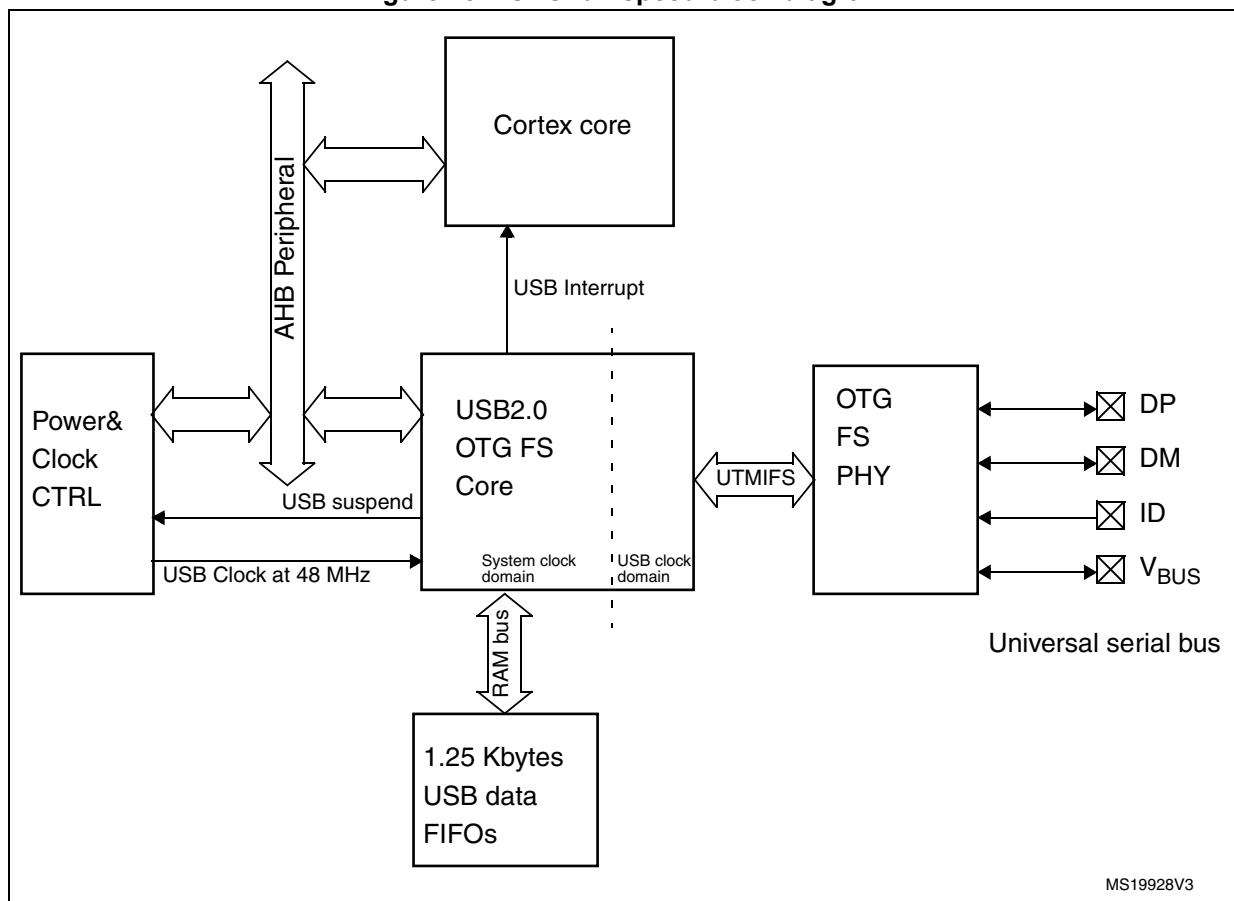 Cortex core
AHB Peripheral
USB Interrupt
Power&
Clock
CTRL
USB2.0
OTG FS
Core
OTG
FS
PHY
DP
DM
ID
VBUS
UTMIFS
USB suspend
USB Clock at 48 MHz
System clock
domain
USB clock
domain
Universal serial bus
RAM bus
1.25 Kbytes
USB data
FIFOs
MS19928V3